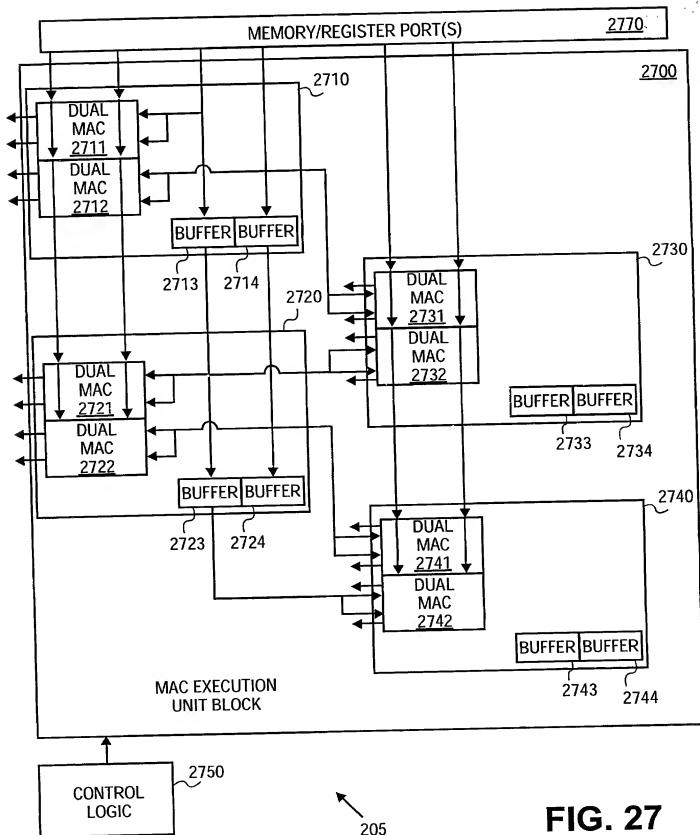 MEMORY/REGISTER PORT(S) 2770
2700
2710
DUAL
MAC
2711
DUAL
MAC
2712
BUFFER BUFFER
2713 2714
2730
DUAL
MAC
2731
DUAL
MAC
2732
BUFFER BUFFER
2733 2734
2720
DUAL
MAC
2721
DUAL
MAC
2722
BUFFER BUFFER
2723 2724
2740
DUAL
MAC
2741
DUAL
MAC
2742
BUFFER BUFFER
2743 2744
MAC EXECUTION
UNIT BLOCK
2750
CONTROL
LOGIC
205
FIG. 27